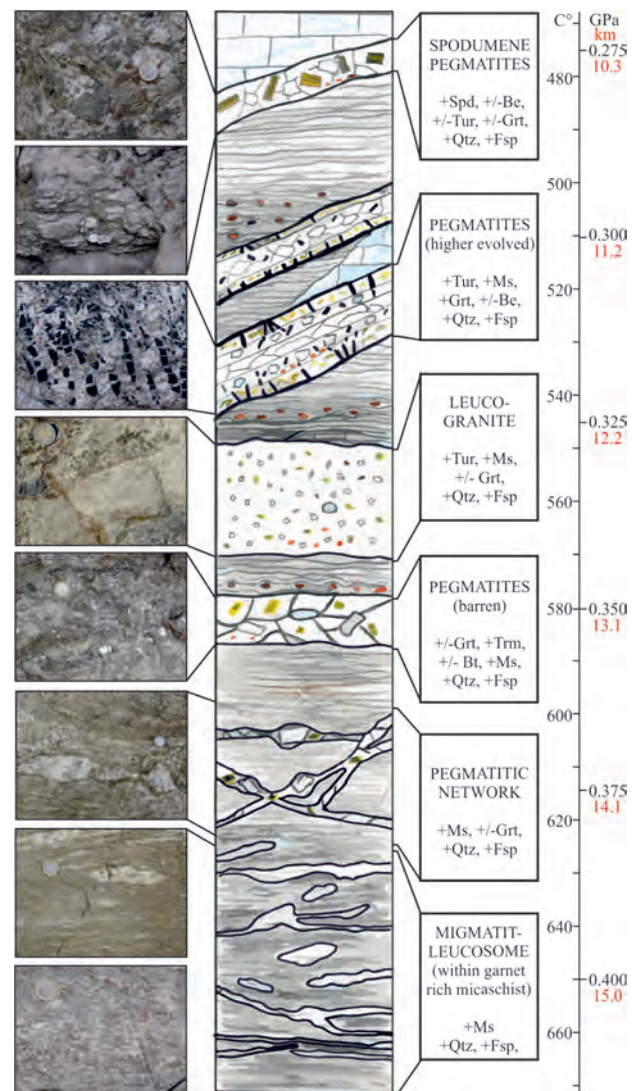 C°
GPa
km
0.275
10.3
480
SPODUMENE
PEGMATITES
+Spd, +/-Be,
+/-Tur, +/-Grt,
+Qtz, +Fsp
500
PEGMATITES
(higher evolved)
+Tur, +Ms,
+Grt, +/-Be,
+Qtz, +Fsp
0.300
11.2
520
540
LEUCO-
GRANITE
+Tur, +Ms,
+/- Grt,
+Qtz, +Fsp
0.325
12.2
560
PEGMATITES
(barren)
+/-Grt, +Trm,
+/- Bt, +Ms,
+Qtz, +Fsp
580
0.350
13.1
600
PEGMATITIC
NETWORK
+Ms, +/-Grt,
+Qtz, +Fsp
0.375
14.1
620
640
MIGMATIT-
LEUCOSOME
(within garnet
rich micaschist)
+Ms
+Qtz, +Fsp,
0.400
15.0
660